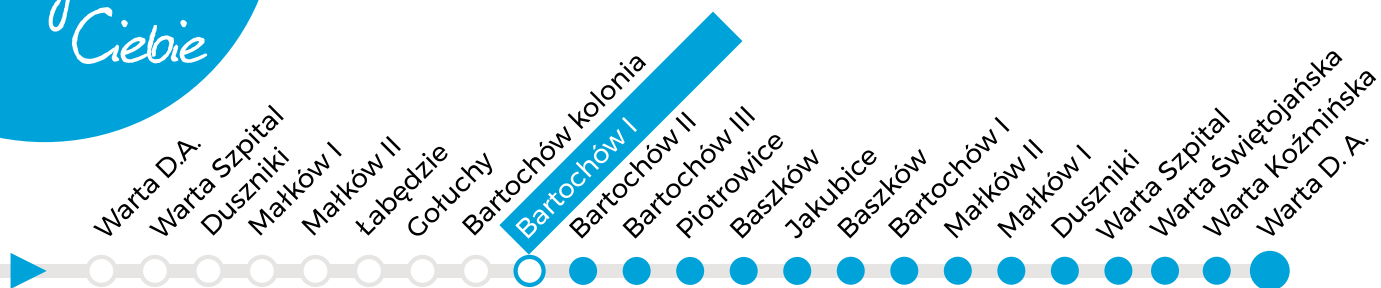 Ciebie
Warta D.A.
Warta Szpital
Duszniki
Małków I
Małków II
Łabędzie
Gołuchy
Bartochów kolonia
Bartochów I
Bartochów II
Bartochów III
Piotrowice
Baszków
Jakubice
Baszków
Bartochów I
Małków II
Małków I
Duszniki
Warta Szpital
Warta Świętojańska
Warta Koźmińska
Warta D. A.